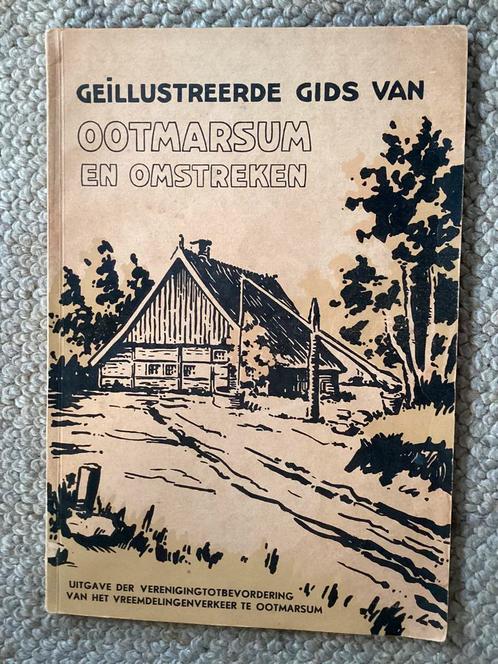 GEÏLLUSTREERDE GIDS VAN
OOTMARSUM
EN OMSTREKEN
UITGAVE DER VERENIGINGTOTBEVORDERING
VAN HET VREEMDELINGENVERKEER TE OOTMARSUM